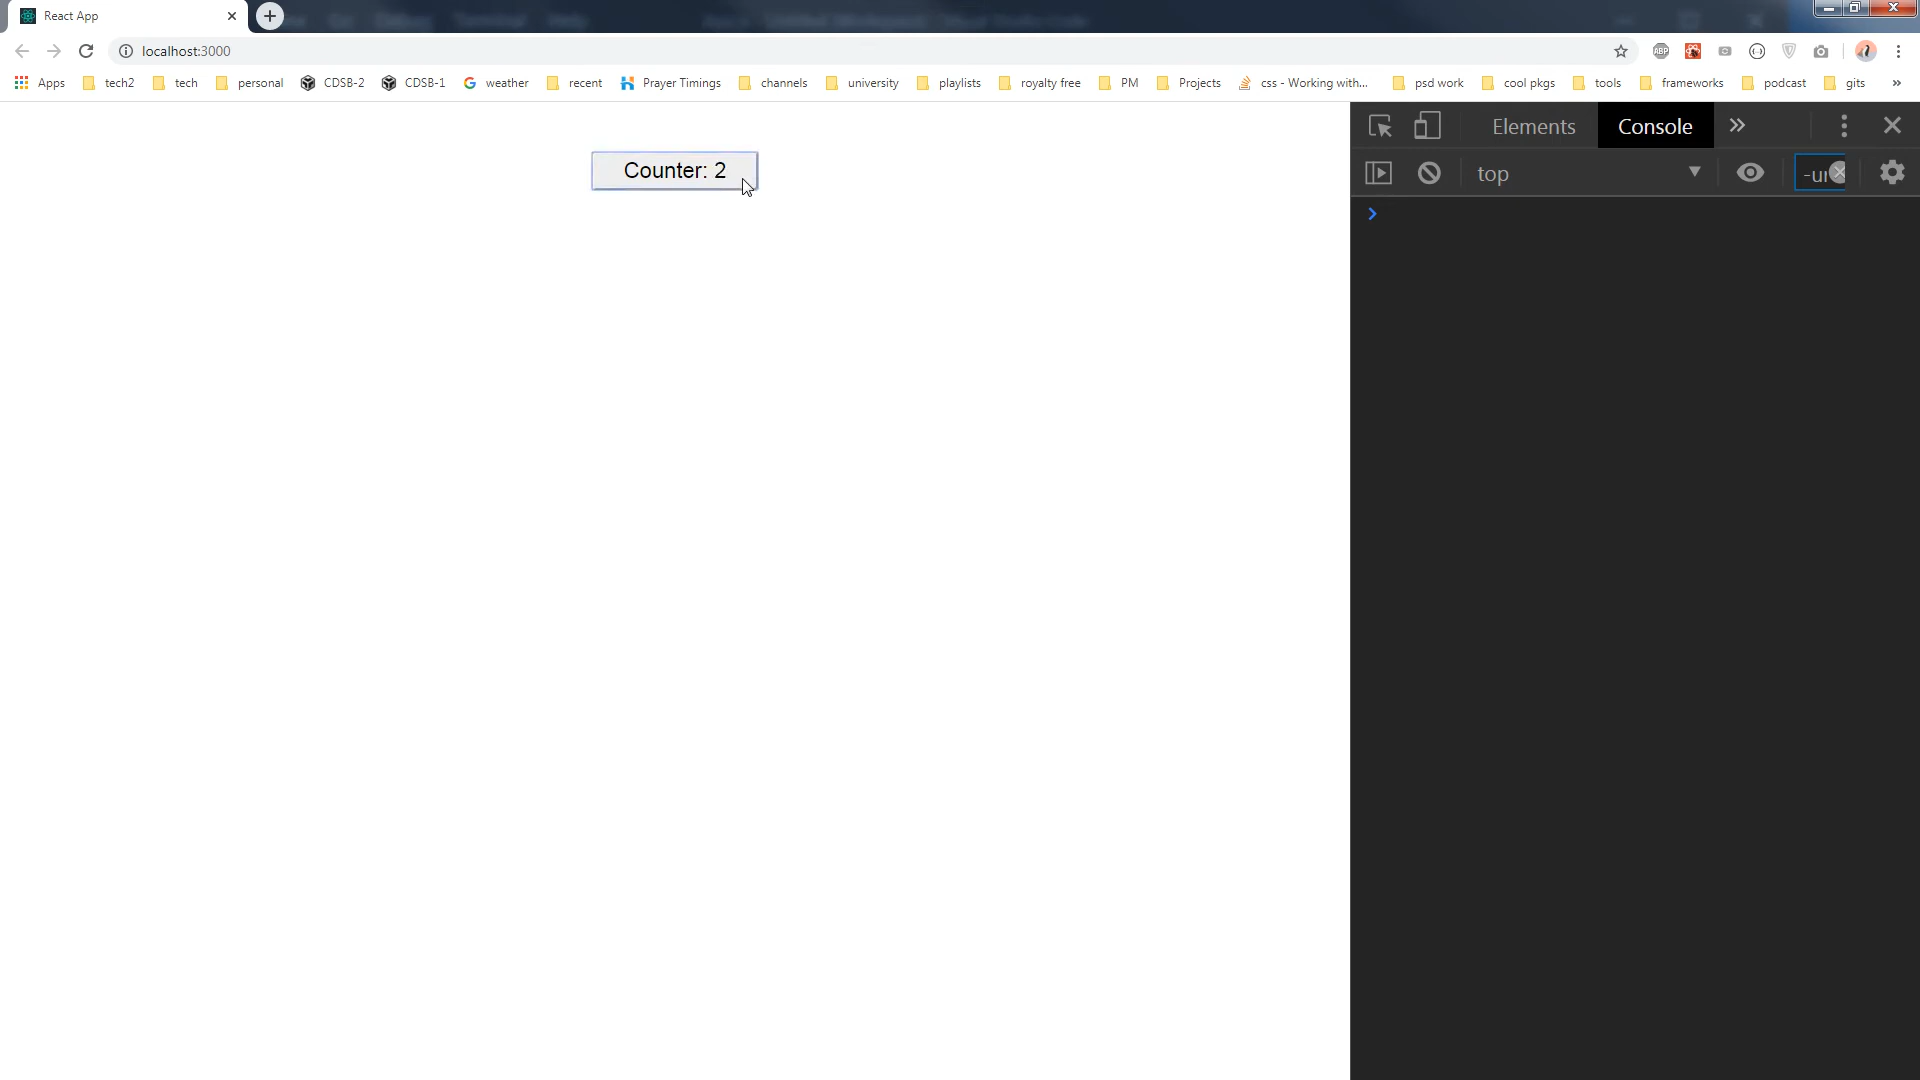 React App
localhost:3000
Apps tech2 tech personal CDSB-2 CDSB-1 weather recent Prayer Timings channels university playlists royalty free PM Projects css - Working with... psd work cool pkgs tools frameworks podcast gits »
Counter: 2
Elements Console »
top